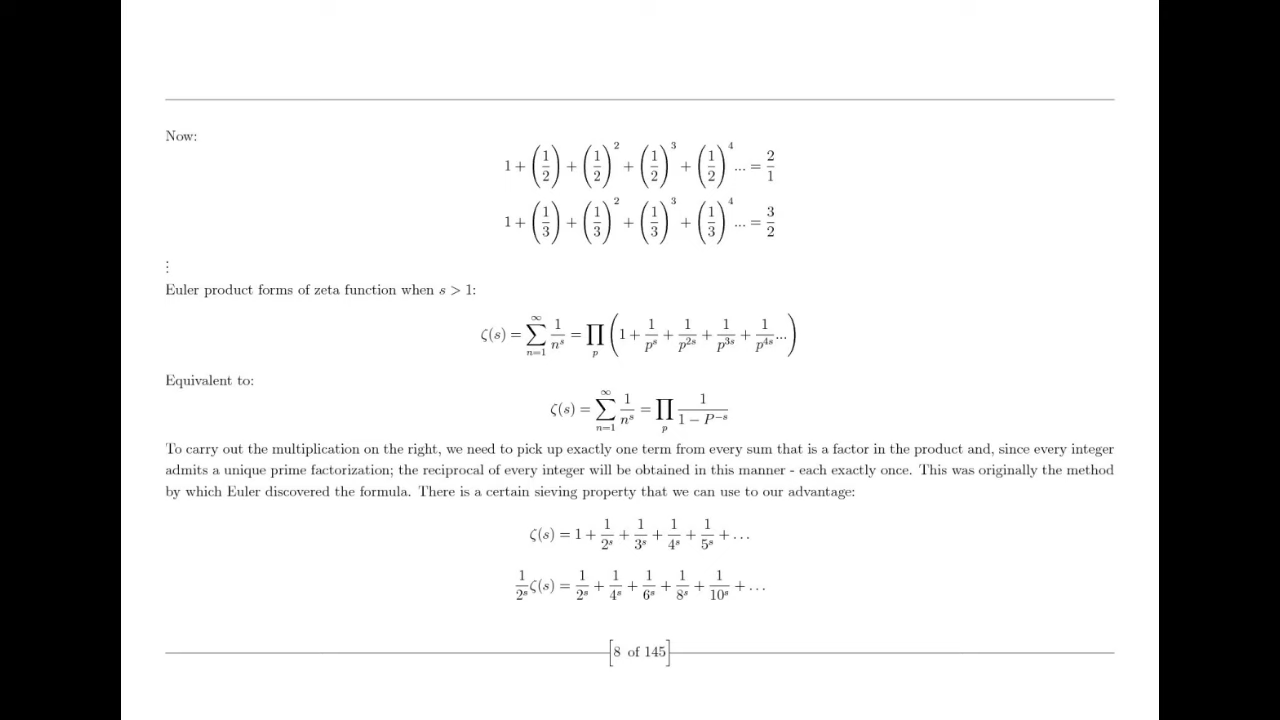 Now:
1 + (1/2) + (1/2)^2 + (1/2)^3 + (1/2)^4 ... = 2/1
1 + (1/3) + (1/3)^2 + (1/3)^3 + (1/3)^4 ... = 3/2
⋮
Euler product forms of zeta function when s > 1:
ζ(s) = ∑_{n=1}^{∞} 1/n^s = ∏_p (1 + 1/p^s + 1/p^{2s} + 1/p^{3s} + 1/p^{4s} ...)
Equivalent to:
ζ(s) = ∑_{n=1}^{∞} 1/n^s = ∏_p 1/(1 − P^{−s})
To carry out the multiplication on the right, we need to pick up exactly one term from every sum that is a factor in the product and, since every integer
admits a unique prime factorization; the reciprocal of every integer will be obtained in this manner - each exactly once. This was originally the method
by which Euler discovered the formula. There is a certain sieving property that we can use to our advantage:
ζ(s) = 1 + 1/2^s + 1/3^s + 1/4^s + 1/5^s + ...
1/2^s ζ(s) = 1/2^s + 1/4^s + 1/6^s + 1/8^s + 1/10^s + ...
[8 of 145]